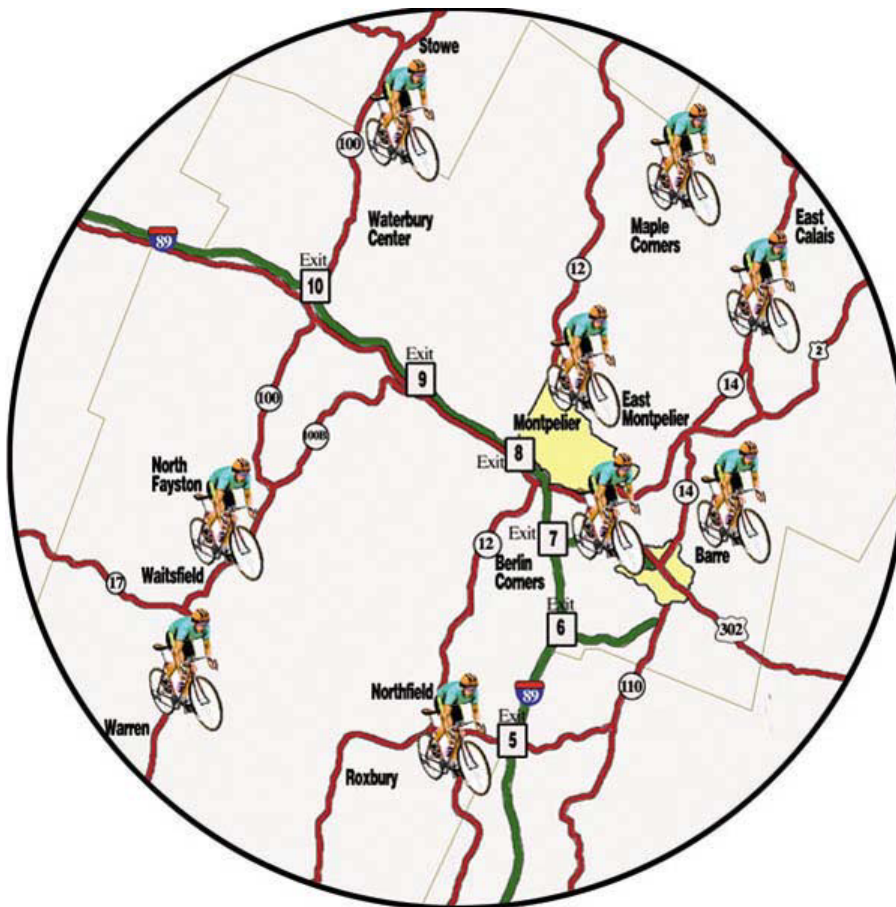 Stowe
100
Waterbury
Center
Maple
Corners
East
Calais
89
Exit
10
12
2
Exit
9
14
100
100B
East
Montpelier
Montpelier
Exit
8
North
Fayston
14
12
Exit
7
Berlin
Corners
Barre
Waitsfield
17
Exit
6
302
Northfield
89
110
Warren
Exit
5
Roxbury